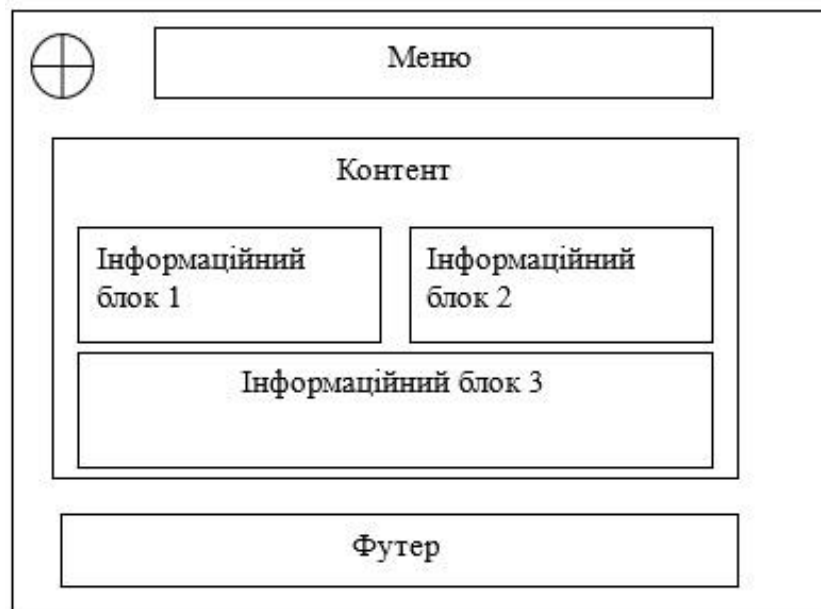 Меню
Контент
Інформаційний
блок 1
Інформаційний
блок 2
Інформаційний блок 3
Футер